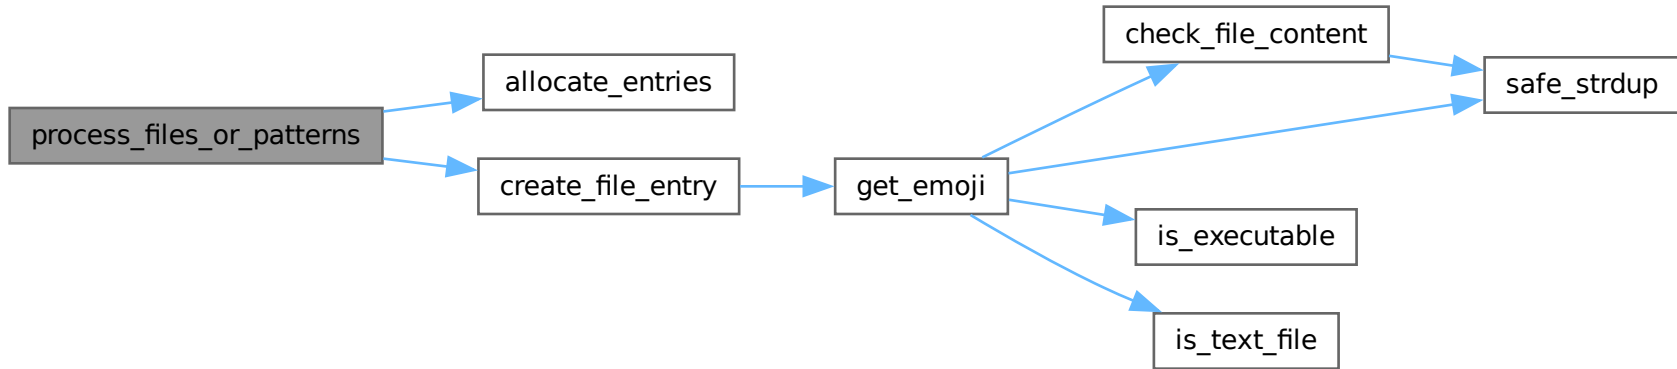 process_files_or_patterns
allocate_entries
create_file_entry
get_emoji
check_file_content
safe_strdup
is_executable
is_text_file